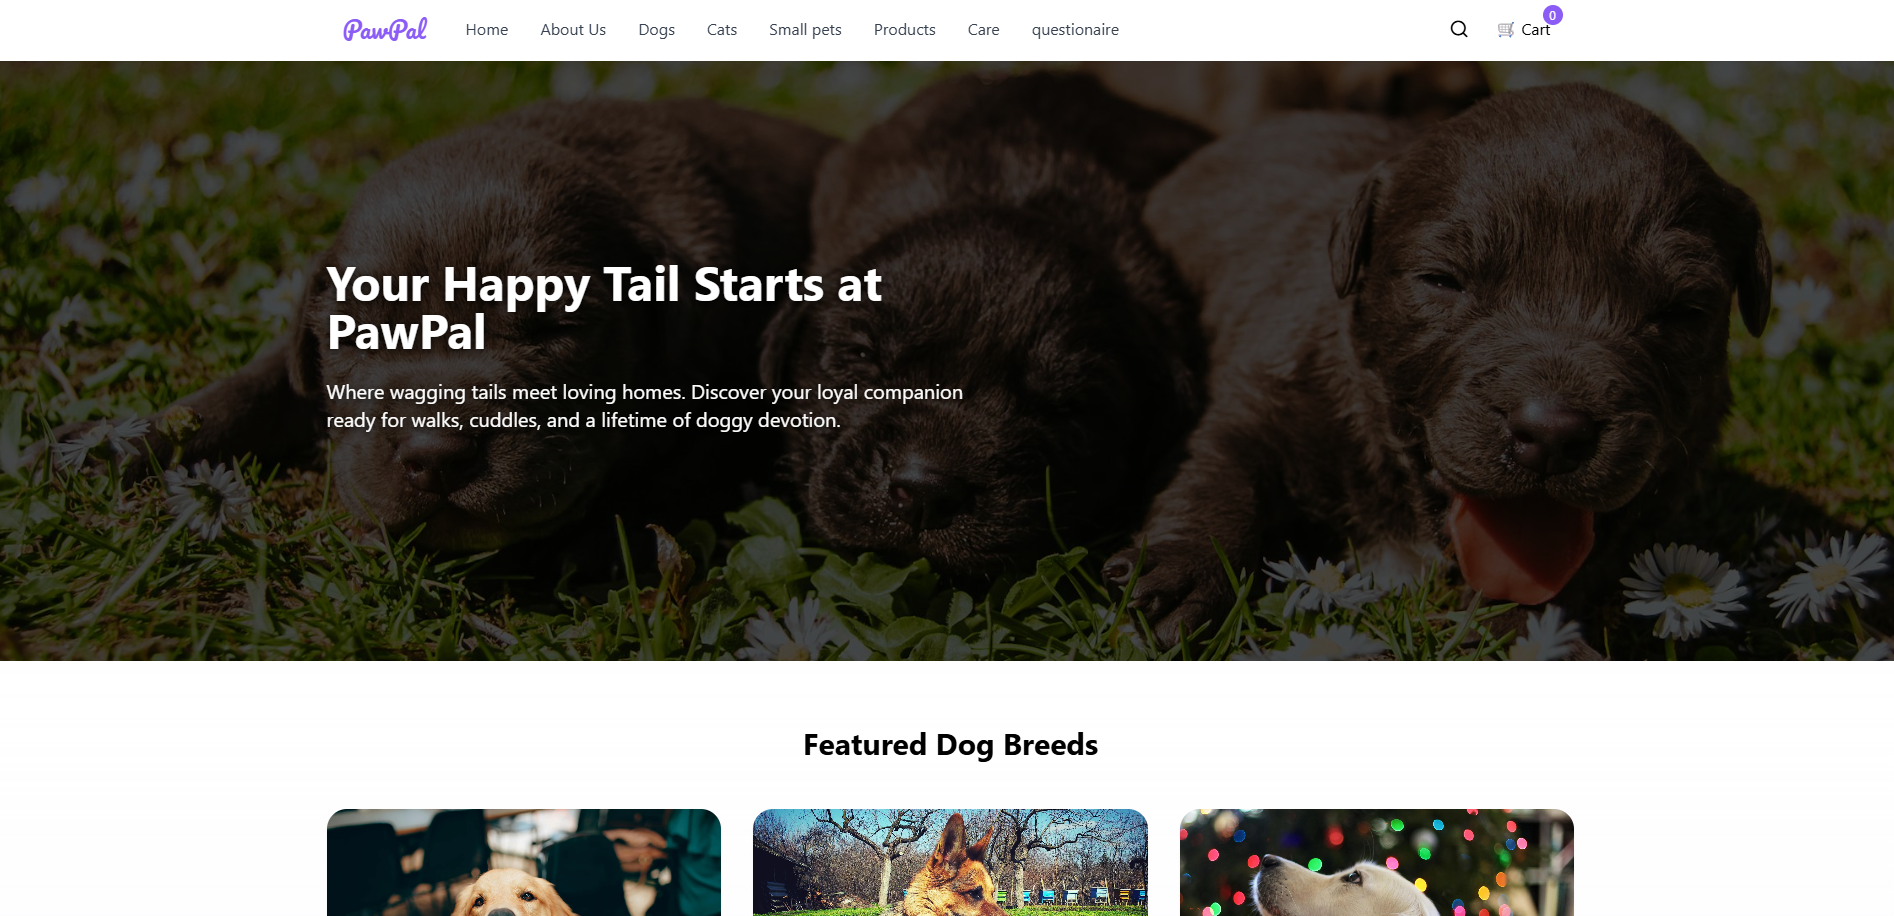 PawPal
Home
About Us
Dogs
Cats
Small pets
Products
Care
questionaire
🛒 Cart
0
Your Happy Tail Starts at
PawPal
Where wagging tails meet loving homes. Discover your loyal companion
ready for walks, cuddles, and a lifetime of doggy devotion.
Featured Dog Breeds